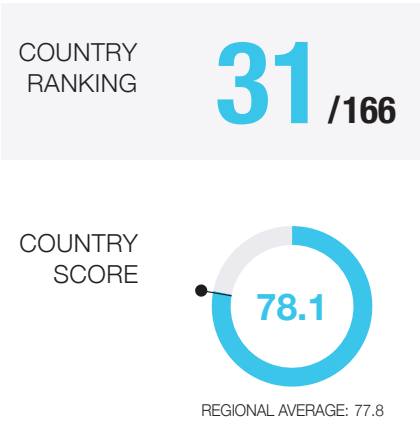 COUNTRY
RANKING
31 /166
COUNTRY
SCORE
78.1
REGIONAL AVERAGE: 77.8